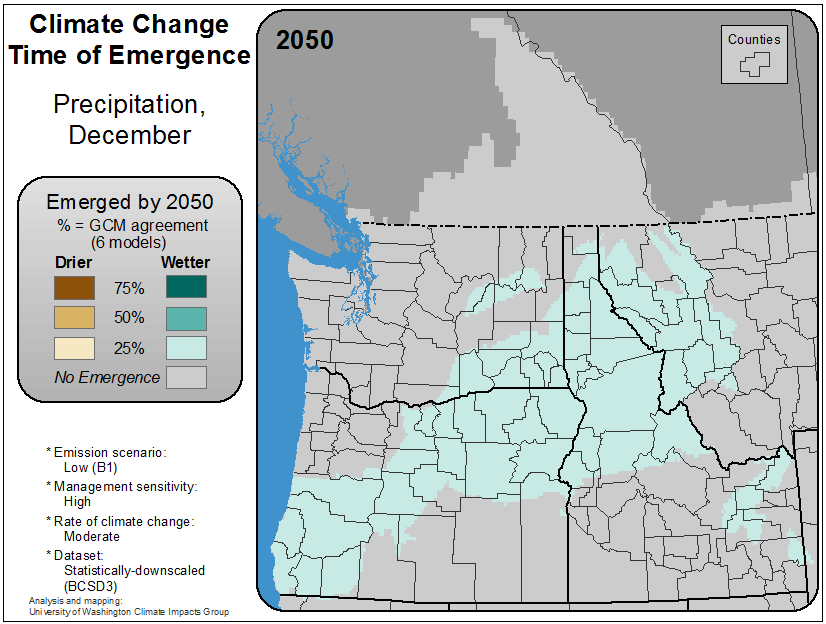 Climate Change
Time of Emergence
Precipitation,
December
Emerged by 2050
% = GCM agreement
(6 models)
Drier Wetter
75%
50%
25%
No Emergence
* Emission scenario:
Low (B1)
* Management sensitivity:
High
* Rate of climate change:
Moderate
* Dataset:
Statistically-downscaled
(BCSD3)
Analysis and mapping:
University of Washington Climate Impacts Group
2050
Counties